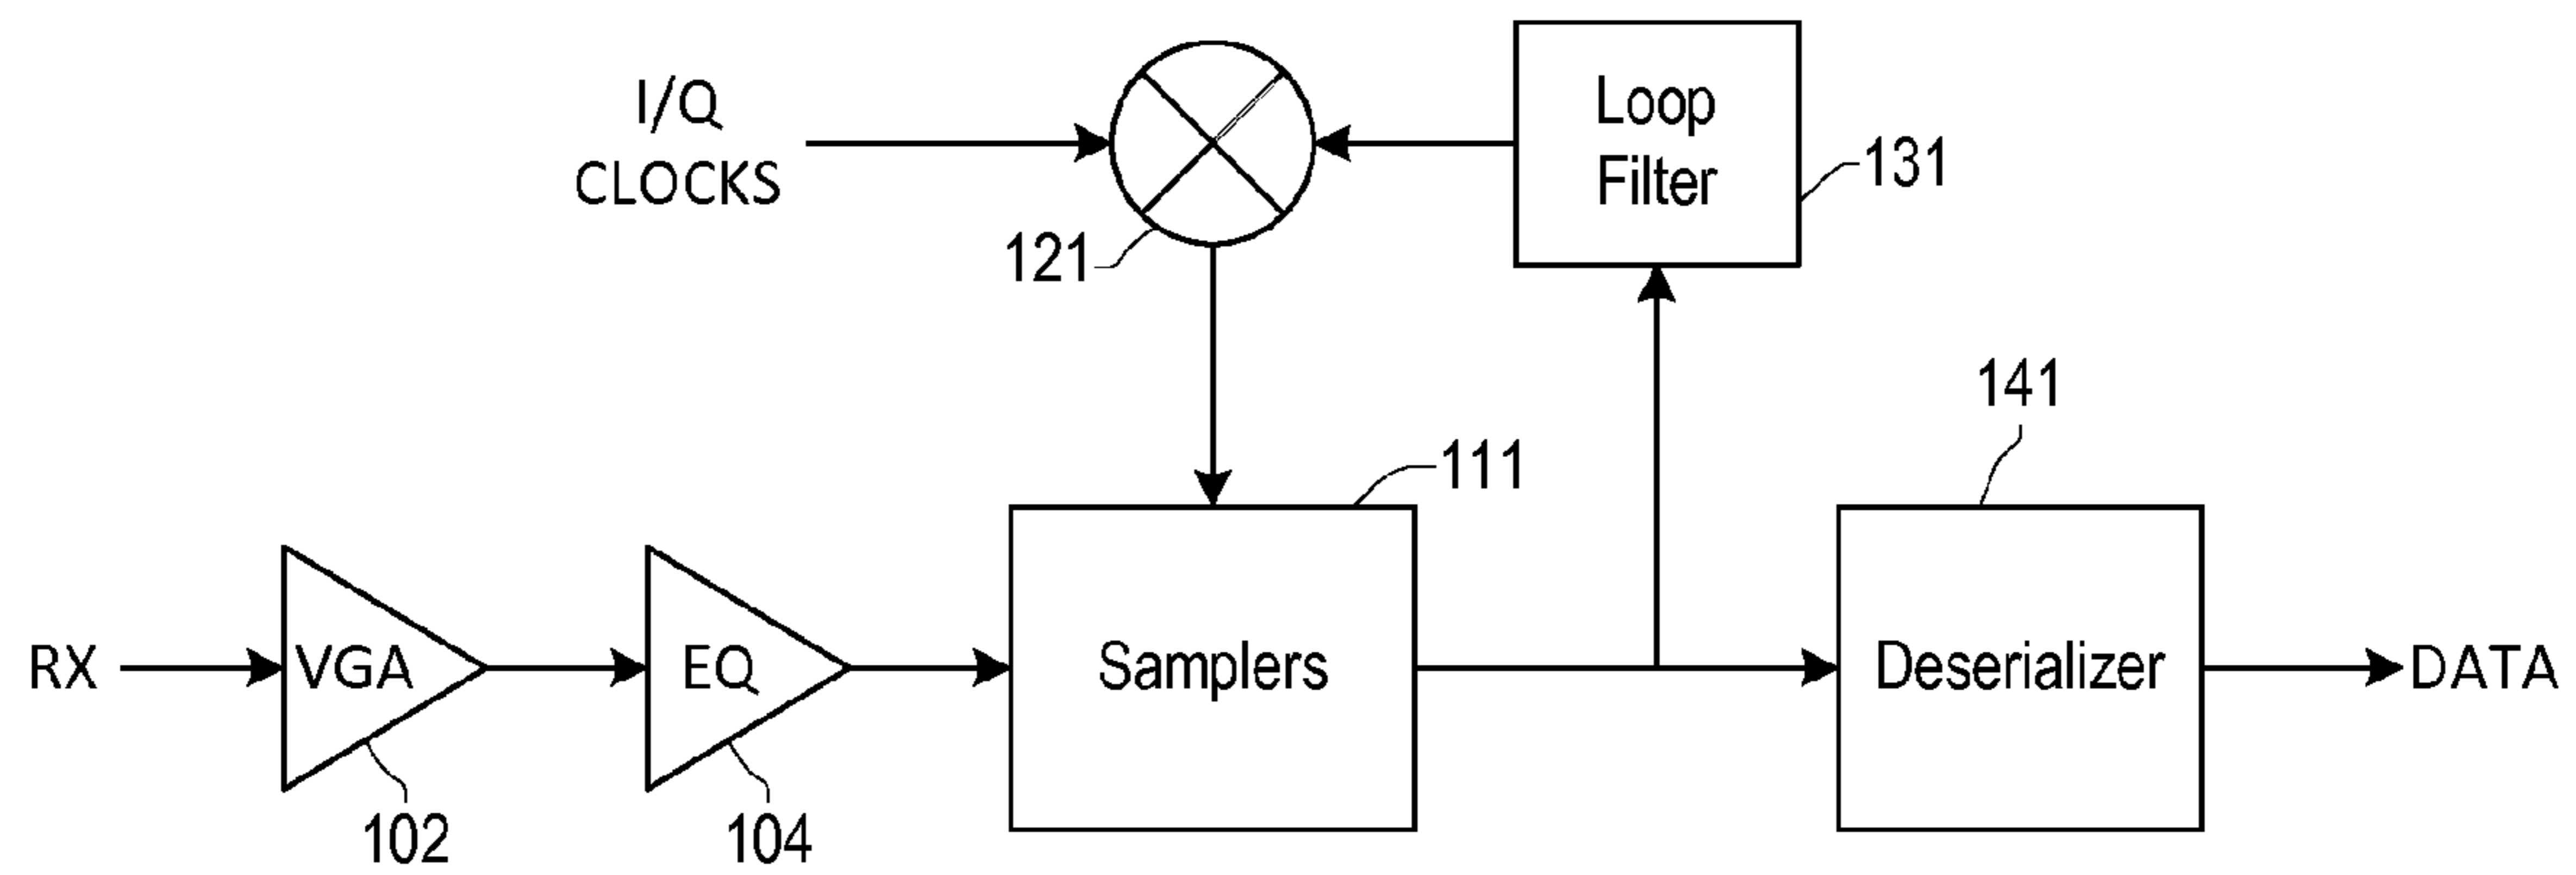 I/Q
CLOCKS
121
Loop
Filter
131
111
141
RX
VGA
102
EQ
104
Samplers
Deserializer
DATA